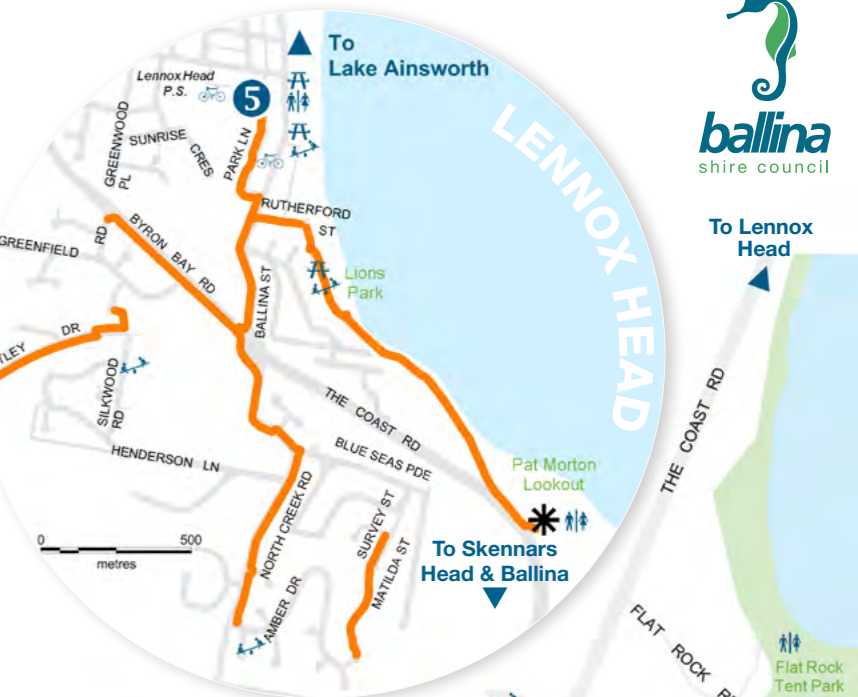 To
Lake Ainsworth
Lennox Head
P.S.
5
GREENWOOD
PL
SUNRISE
CRES
PARK LN
RUTHERFORD
ST
GREENFIELD
RD
BYRON BAY RD
BALLINA ST
Lions
Park
LENNOX HEAD
TLEY
DR
SILKWOOD
RD
THE COAST RD
HENDERSON LN
BLUE SEAS PDE
Pat Morton
Lookout
NORTH CREEK RD
SURVEY ST
MATILDA ST
AMBER DR
0
500
metres
To Skennars
Head & Ballina
ballina
shire council
To Lennox
Head
THE COAST RD
FLAT ROCK
Flat Rock
Tent Park